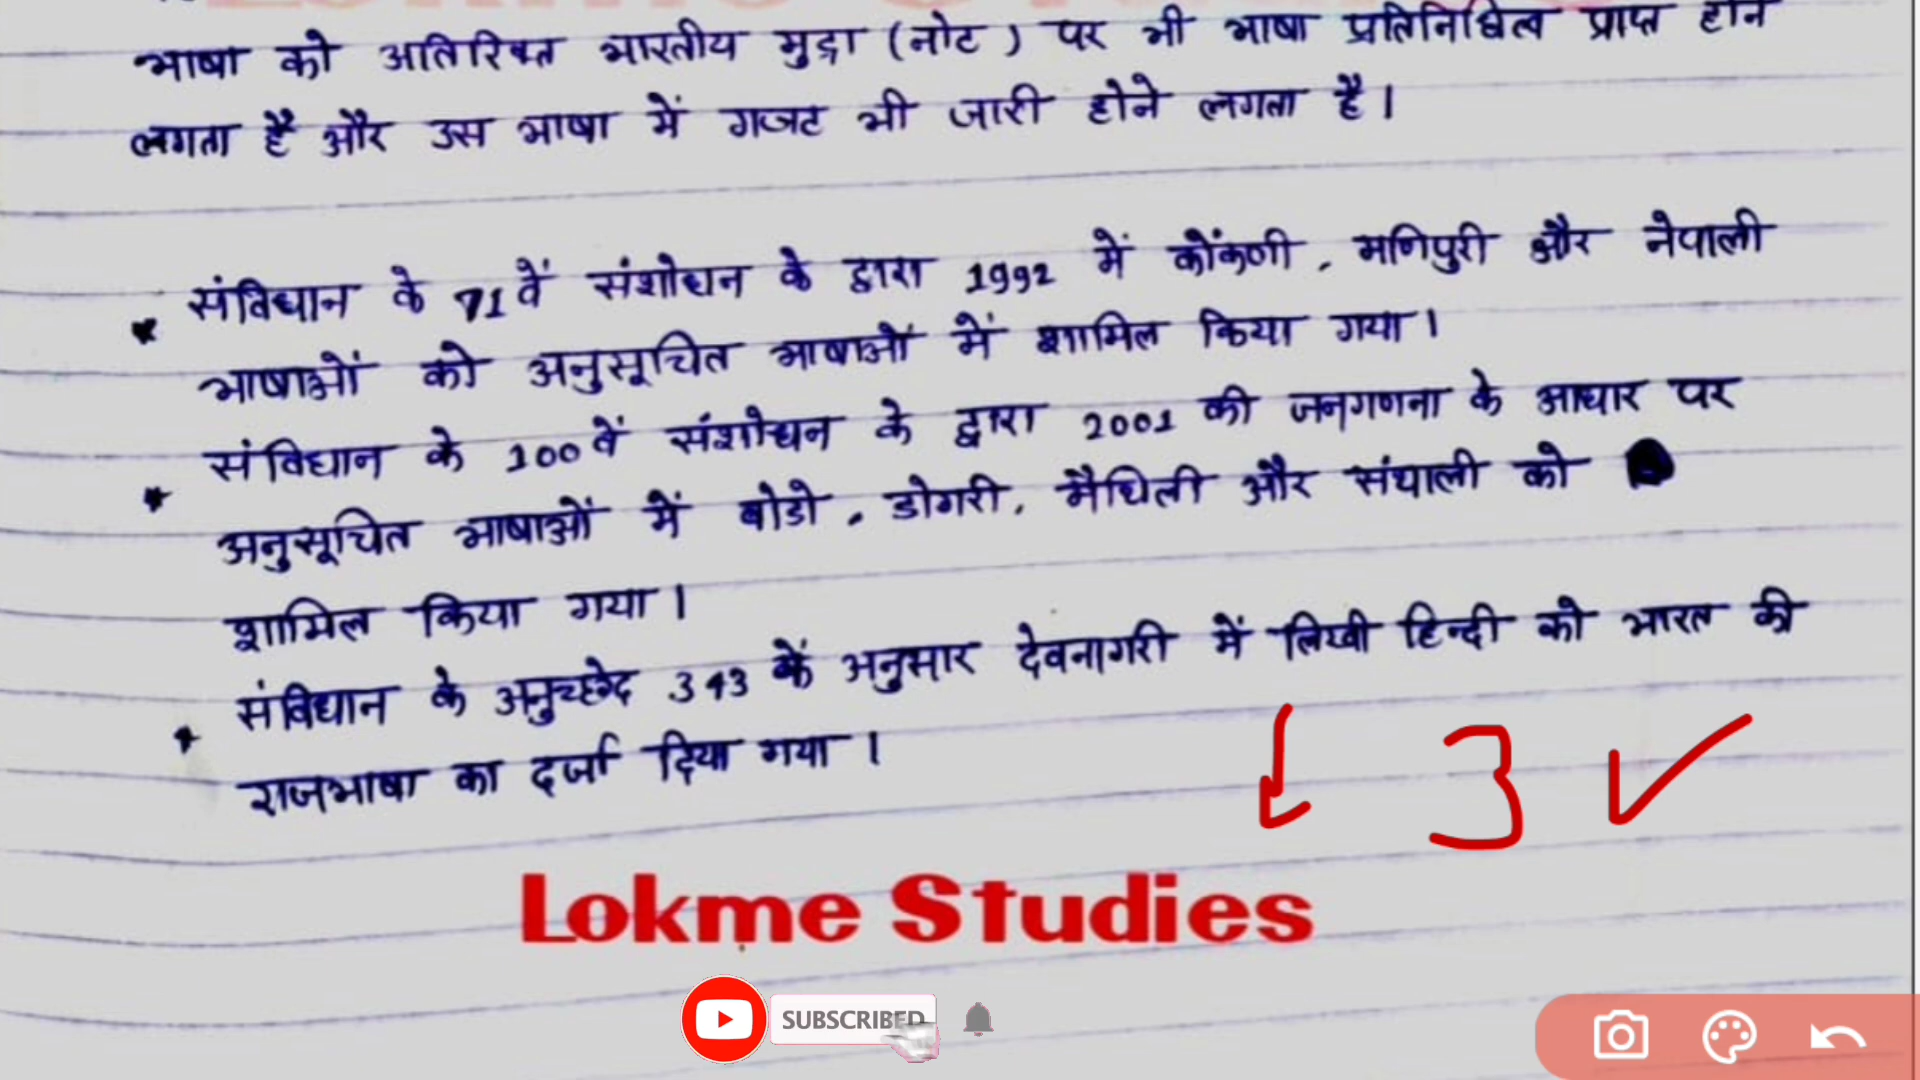 भाषा को अतिरिक्त भारतीय मुद्रा (नोट) पर भी भाषा प्रतिनिधित्व प्राप्त होने
लगता है और उस भाषा में गजट भी जारी होने लगता है।
* संविधान के 71 वें संशोधन के द्वारा 1992 में कोंकणी, मणिपुरी और नेपाली
भाषाओं को अनुसूचित भाषाओं में शामिल किया गया।
* संविधान के 100 वें संशोधन के द्वारा 2001 की जनगणना के आधार पर
अनुसूचित भाषाओं में बोडो, डोगरी, मैथिली और संथाली को
शामिल किया गया।
* संविधान के अनुच्छेद 343 के अनुसार देवनागरी में लिखी हिन्दी को भारत की
राजभाषा का दर्जा दिया गया।
3
Lokme Studies
SUBSCRIBED